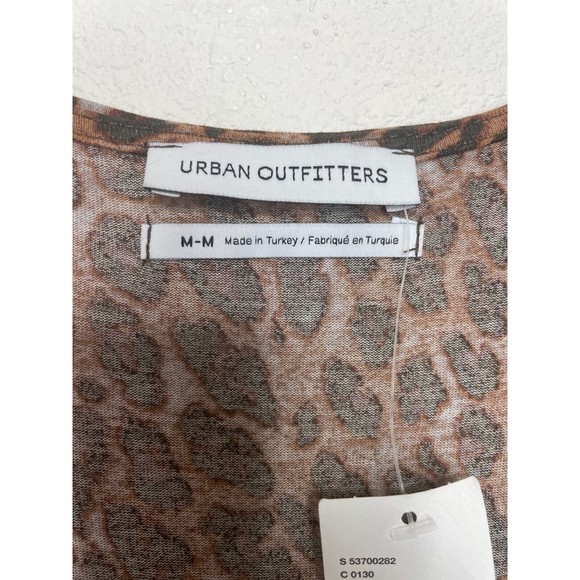 URBAN OUTFITTERS
M-M Made in Turkey / Fabriqué en Turquie
S 53700282
C 0130